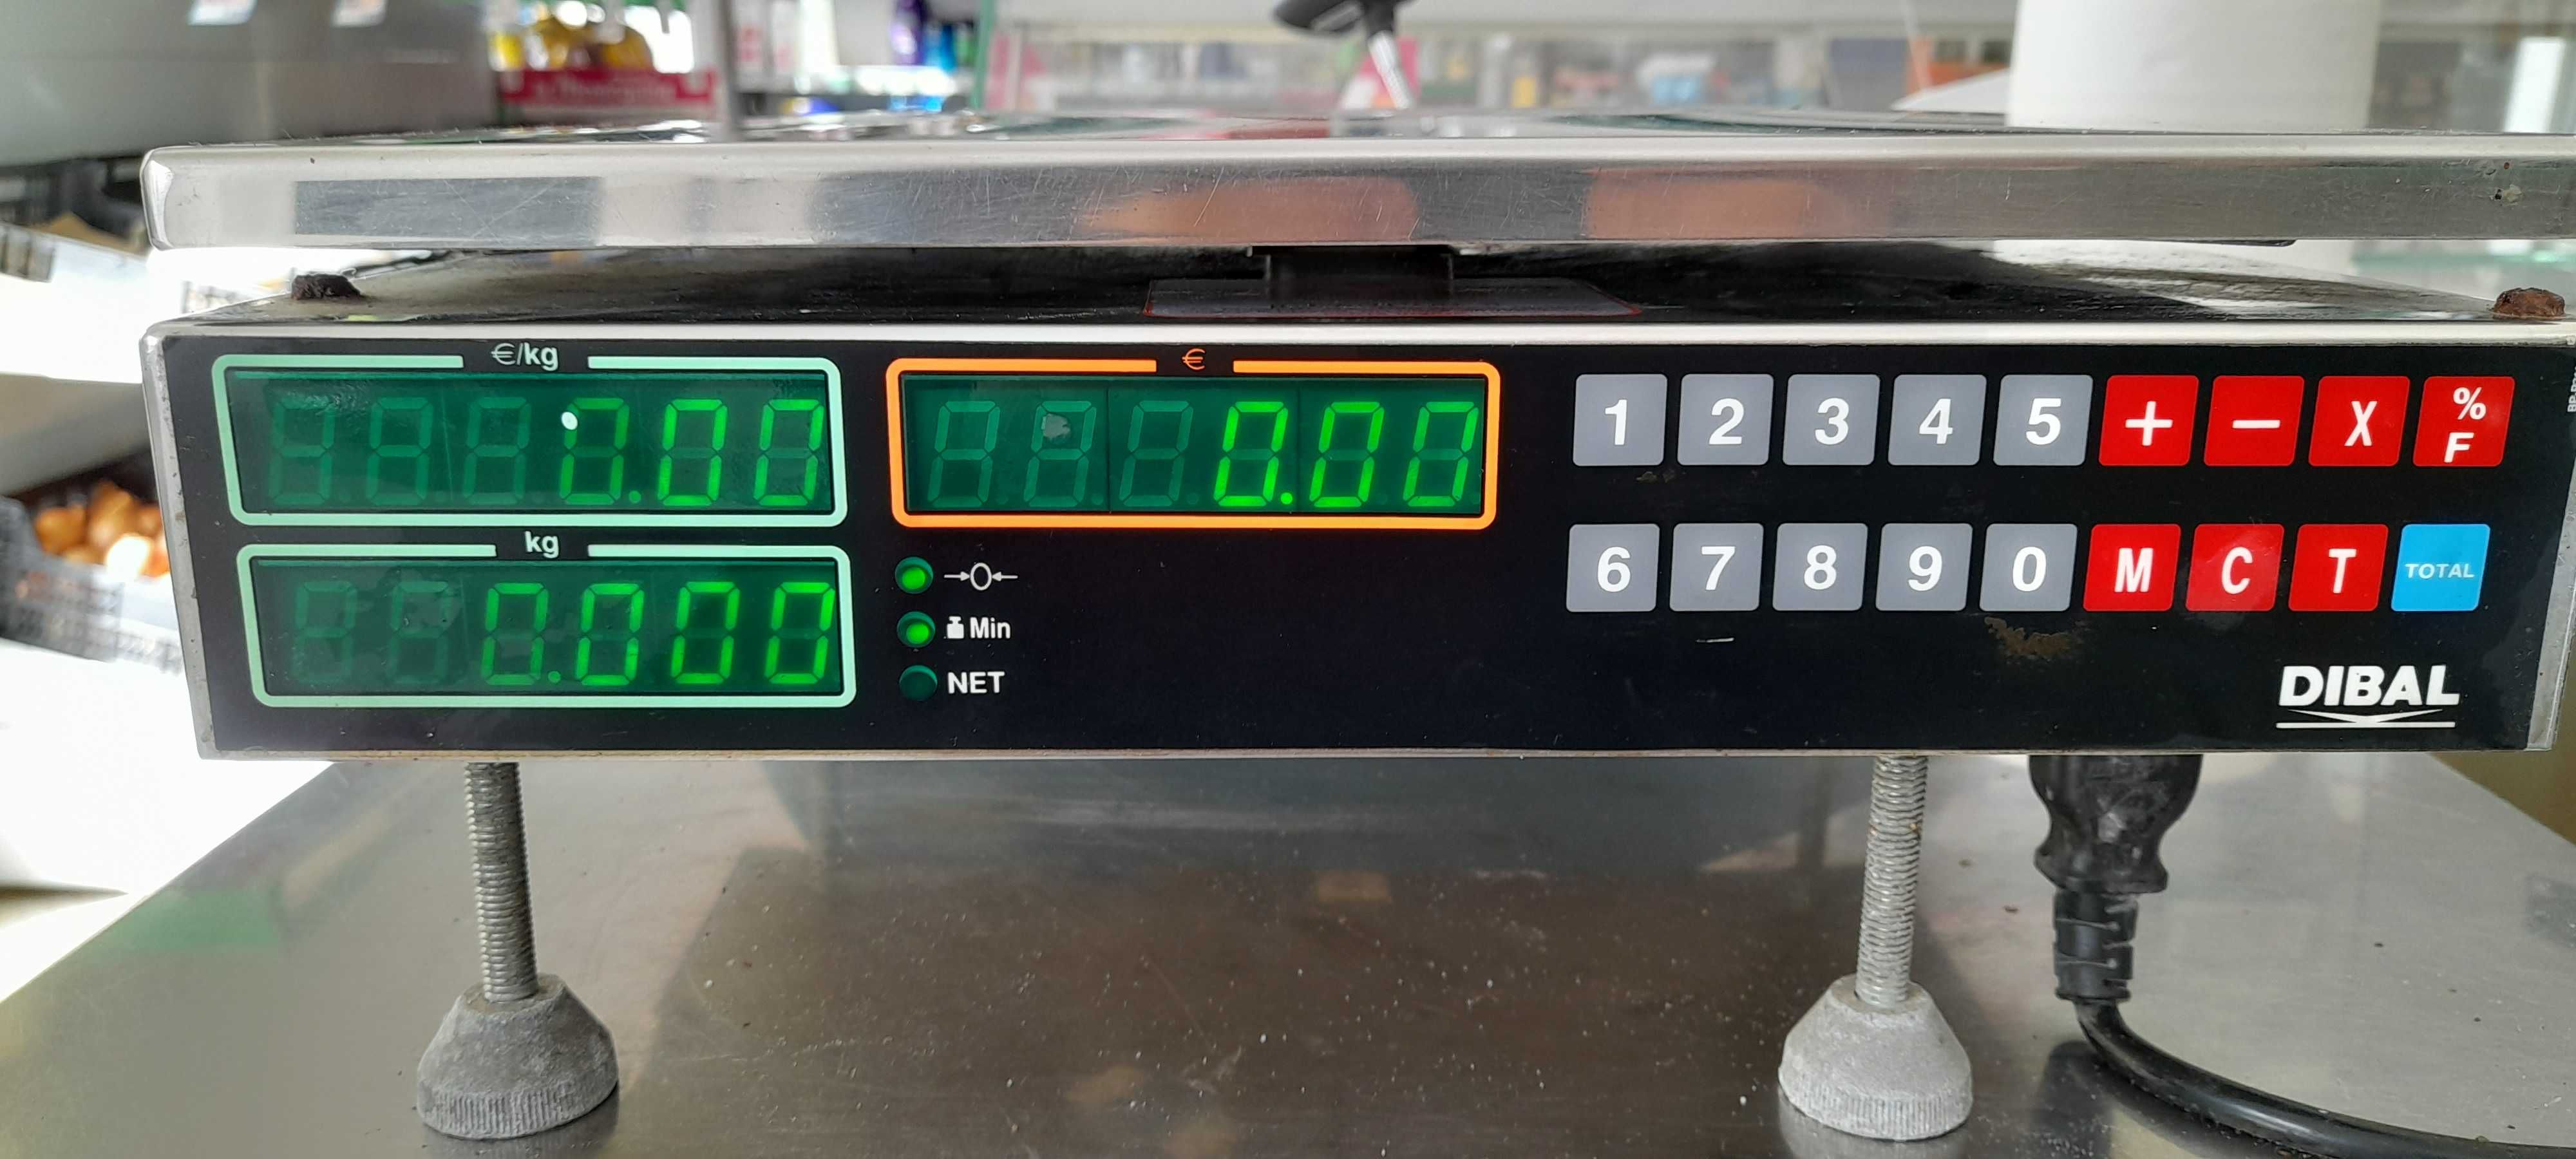 €/kg
0.00
€
0.00
kg
0.000
→0←
Min
NET
1 2 3 4 5 + − X % F
6 7 8 9 0 M C T TOTAL
DIBAL